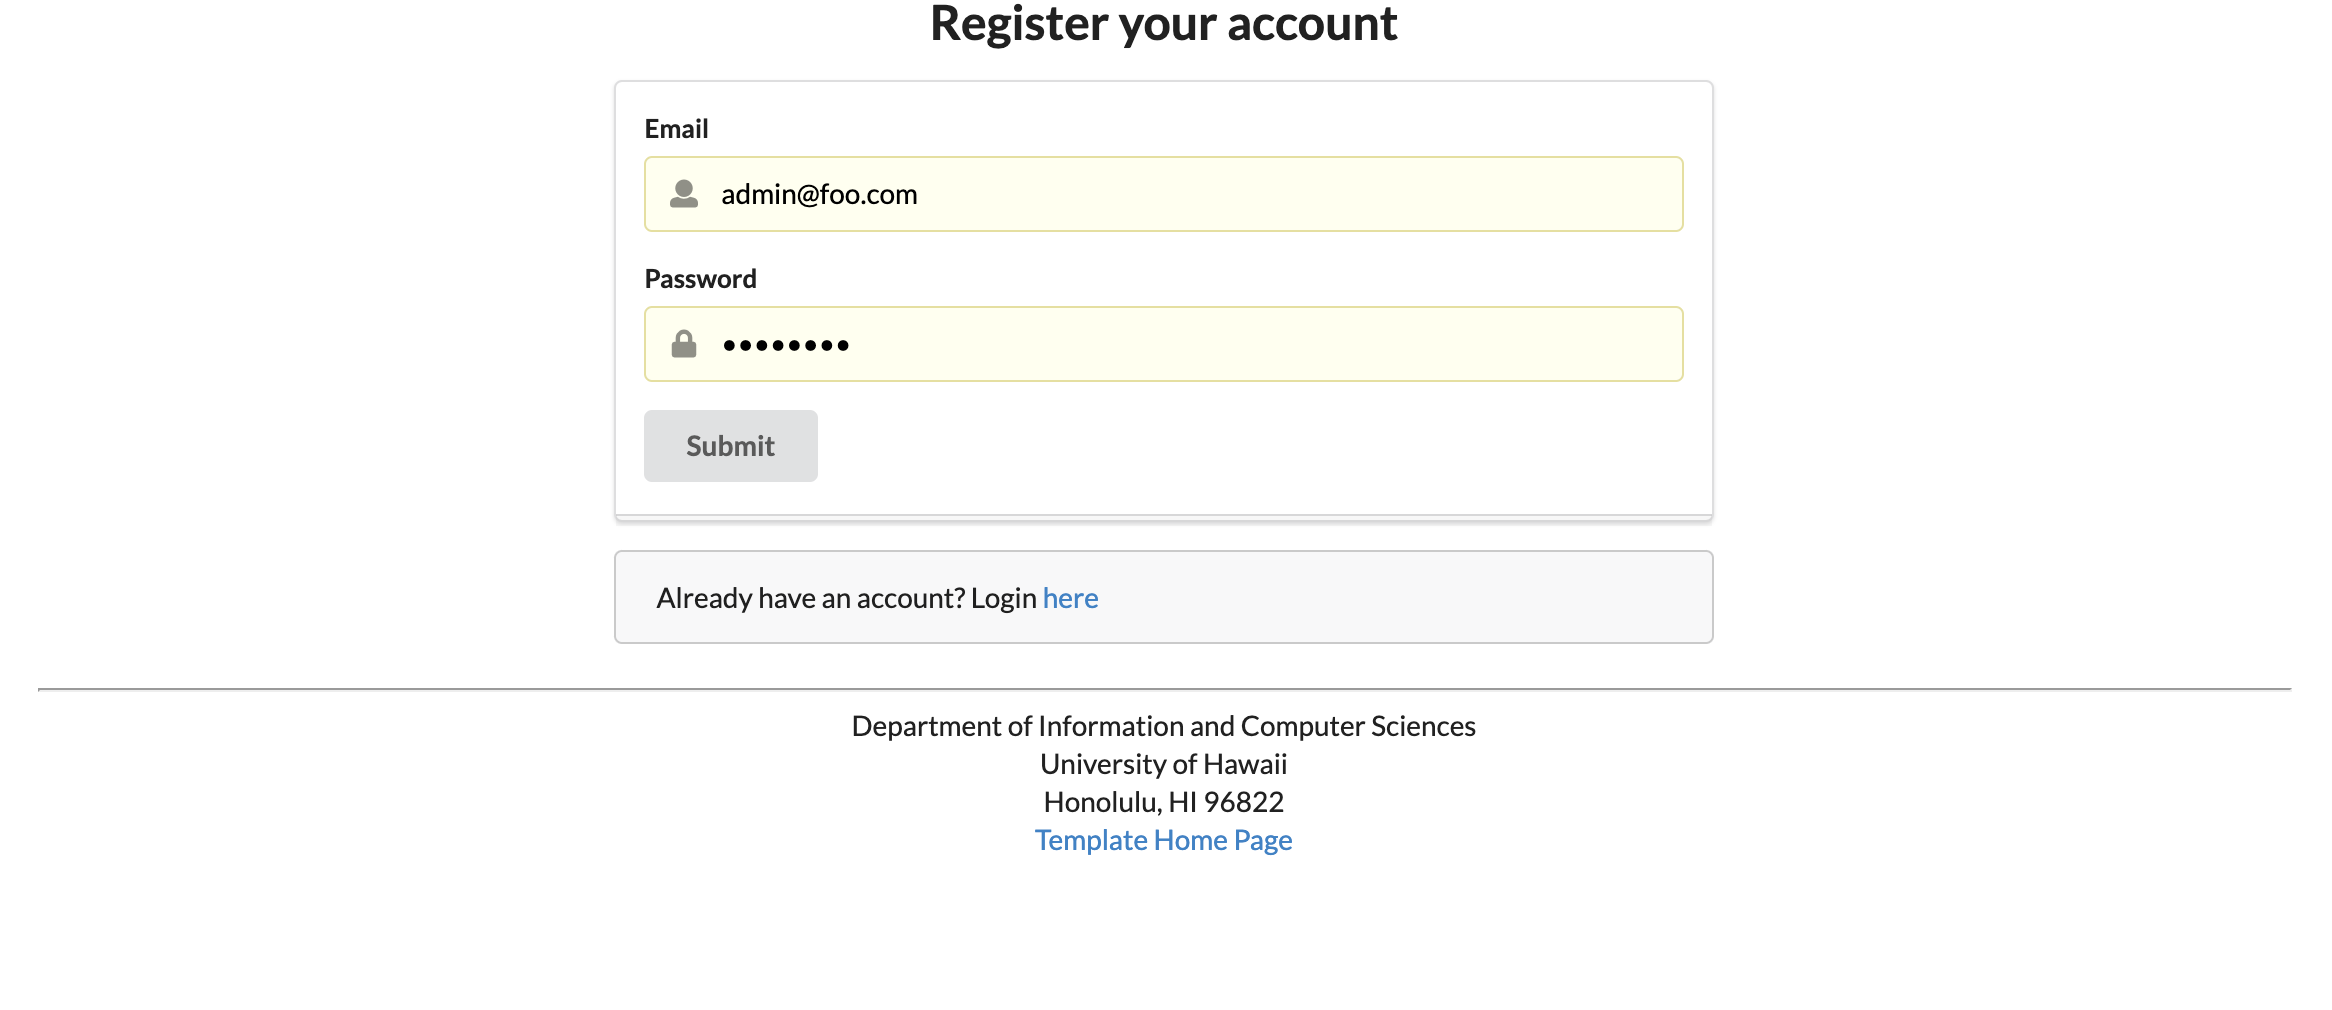 Register your account
Email
admin@foo.com
Password
••••••••
Submit
Already have an account? Login here
Department of Information and Computer Sciences
University of Hawaii
Honolulu, HI 96822
Template Home Page